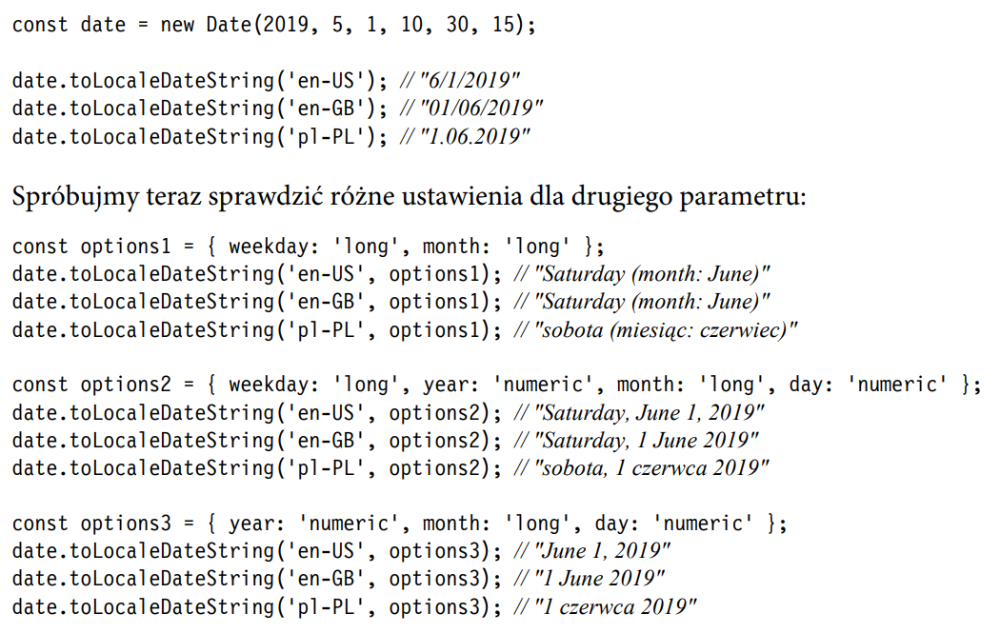 const date = new Date(2019, 5, 1, 10, 30, 15);
date.toLocaleDateString('en-US'); // "6/1/2019"
date.toLocaleDateString('en-GB'); // "01/06/2019"
date.toLocaleDateString('pl-PL'); // "1.06.2019"
Spróbujmy teraz sprawdzić różne ustawienia dla drugiego parametru:
const options1 = { weekday: 'long', month: 'long' };
date.toLocaleDateString('en-US', options1); // "Saturday (month: June)"
date.toLocaleDateString('en-GB', options1); // "Saturday (month: June)"
date.toLocaleDateString('pl-PL', options1); // "sobota (miesiąc: czerwiec)"
const options2 = { weekday: 'long', year: 'numeric', month: 'long', day: 'numeric' };
date.toLocaleDateString('en-US', options2); // "Saturday, June 1, 2019"
date.toLocaleDateString('en-GB', options2); // "Saturday, 1 June 2019"
date.toLocaleDateString('pl-PL', options2); // "sobota, 1 czerwca 2019"
const options3 = { year: 'numeric', month: 'long', day: 'numeric' };
date.toLocaleDateString('en-US', options3); // "June 1, 2019"
date.toLocaleDateString('en-GB', options3); // "1 June 2019"
date.toLocaleDateString('pl-PL', options3); // "1 czerwca 2019"